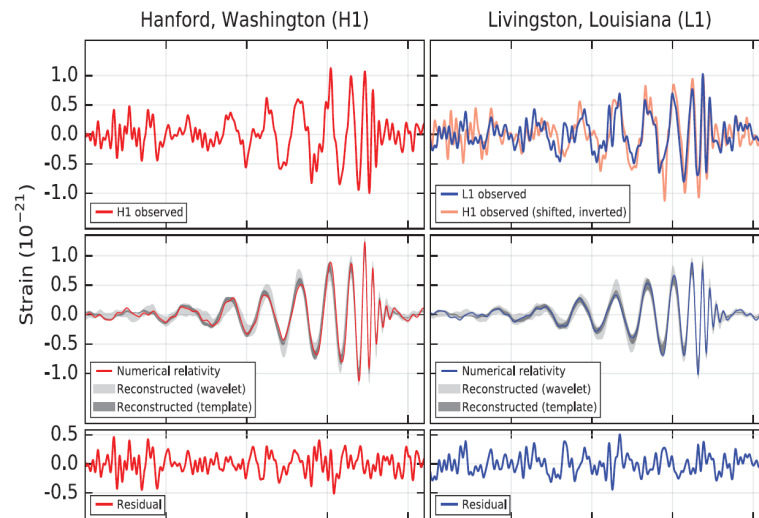 Hanford, Washington (H1)
Livingston, Louisiana (L1)
Strain (10⁻²¹)
1.0
0.5
0.0
-0.5
-1.0
H1 observed
L1 observed
H1 observed (shifted, inverted)
1.0
0.5
0.0
-0.5
-1.0
Numerical relativity
Reconstructed (wavelet)
Reconstructed (template)
Numerical relativity
Reconstructed (wavelet)
Reconstructed (template)
0.5
0.0
-0.5
Residual
Residual